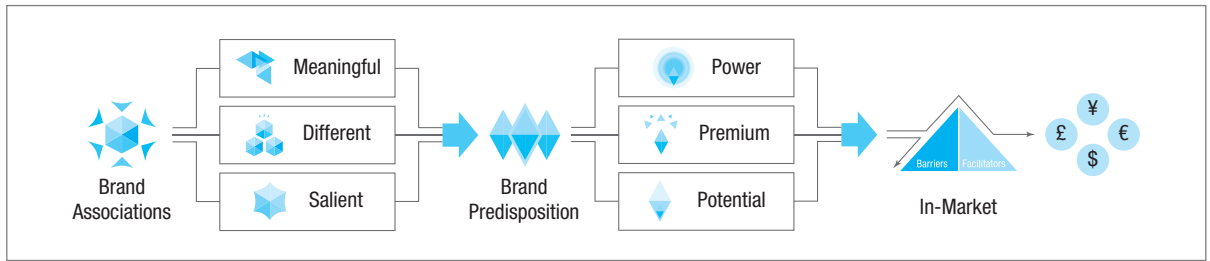 Brand
Associations
Meaningful
Different
Salient
Brand
Predisposition
Power
Premium
Potential
Barriers
Facilitators
In-Market
¥
£
€
$